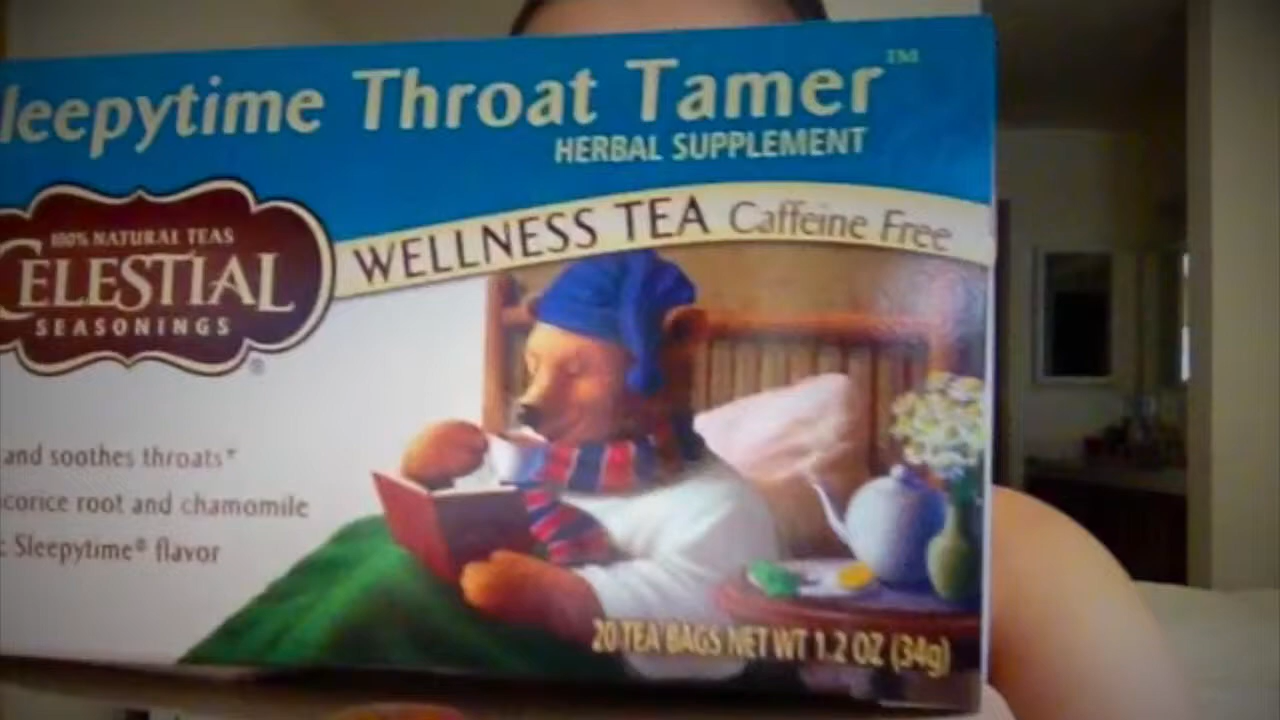 leepytime Throat Tamer™
HERBAL SUPPLEMENT
WELLNESS TEA Caffeine Free
100% NATURAL TEAS
CELESTIAL
SEASONINGS
®
and soothes throats*
corice root and chamomile
Sleepytime® flavor
20 TEA BAGS NET WT 1.2 OZ (34g)